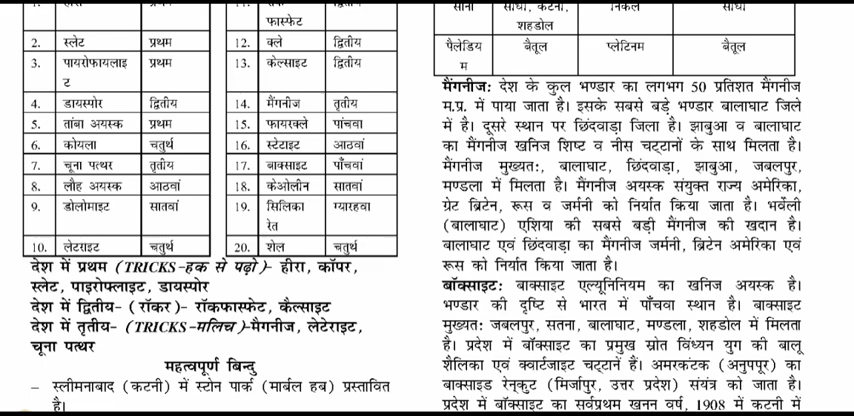 फास्फेट
2. स्लेट प्रथम 12. क्ले द्वितीय
3. पायरोफायलाइ प्रथम 13. केल्साइट द्वितीय
ट
4. डायस्पोर द्वितीय 14. मैंगनीज तृतीय
5. तांबा अयस्क प्रथम 15. फायरक्ले पांचवा
6. कोयला चतुर्थ 16. स्टेटाइट आठवां
7. चूना पत्थर तृतीय 17. बाक्साइट पाँचवां
8. लौह अयस्क आठवां 18. केओलीन सातवां
9. डोलोमाइट सातवां 19. सिलिका ग्यारहवा
रेत
10. लेटराइट चतुर्थ 20. शेल चतुर्थ
देश में प्रथम (TRICKS-हक से पढ़ो)- हीरा, कॉपर,
स्लेट, पाइरोफ्लाइट, डायस्पोर
देश में द्वितीय- (रॉकर)- रॉकफास्फेट, कैल्साइट
देश में तृतीय- (TRICKS-मलिच)-मैगनीज, लेटेराइट,
चूना पत्थर
महत्वपूर्ण बिन्दु
– स्लीमनाबाद (कटनी) में स्टोन पार्क (मार्बल हब) प्रस्तावित
है।
सीधी, कटनी, निकल सीधी
शहडोल
पैलेडिय बैतूल प्लेटिनम बैतूल
म
मैंगनीज: देश के कुल भण्डार का लगभग 50 प्रतिशत मैंगनीज
म.प्र. में पाया जाता है। इसके सबसे बड़े भण्डार बालाघाट जिले
में है। दूसरे स्थान पर छिंदवाड़ा जिला है। झाबुआ व बालाघाट
का मैंगनीज खनिज शिष्ट व नीस चट्टानों के साथ मिलता है।
मैंगनीज मुख्यत:, बालाघाट, छिंदवाड़ा, झाबुआ, जबलपुर,
मण्डला में मिलता है। मैंगनीज अयस्क संयुक्त राज्य अमेरिका,
ग्रेट ब्रिटेन, रूस व जर्मनी को निर्यात किया जाता है। भर्वेली
(बालाघाट) एशिया की सबसे बड़ी मैंगनीज की खदान है।
बालाघाट एवं छिंदवाड़ा का मैंगनीज जर्मनी, ब्रिटेन अमेरिका एवं
रूस को निर्यात किया जाता है।
बॉक्साइट: बाक्साइट एल्यूनिनियम का खनिज अयस्क है।
भण्डार की दृष्टि से भारत में पाँचवा स्थान है। बाक्साइट
मुख्यत: जबलपुर, सतना, बालाघाट, मण्डला, शहडोल में मिलता
है। प्रदेश में बॉक्साइट का प्रमुख स्रोत विंध्यन युग की बालू
शैलिका एवं क्वार्टजाइट चट्टानें हैं। अमरकंटक (अनुपपूर) का
बाक्साइड रेनूकुट (मिर्जापुर, उत्तर प्रदेश) संयंत्र को जाता है।
प्रदेश में बॉक्साइट का सर्वप्रथम खनन वर्ष, 1908 में कटनी में